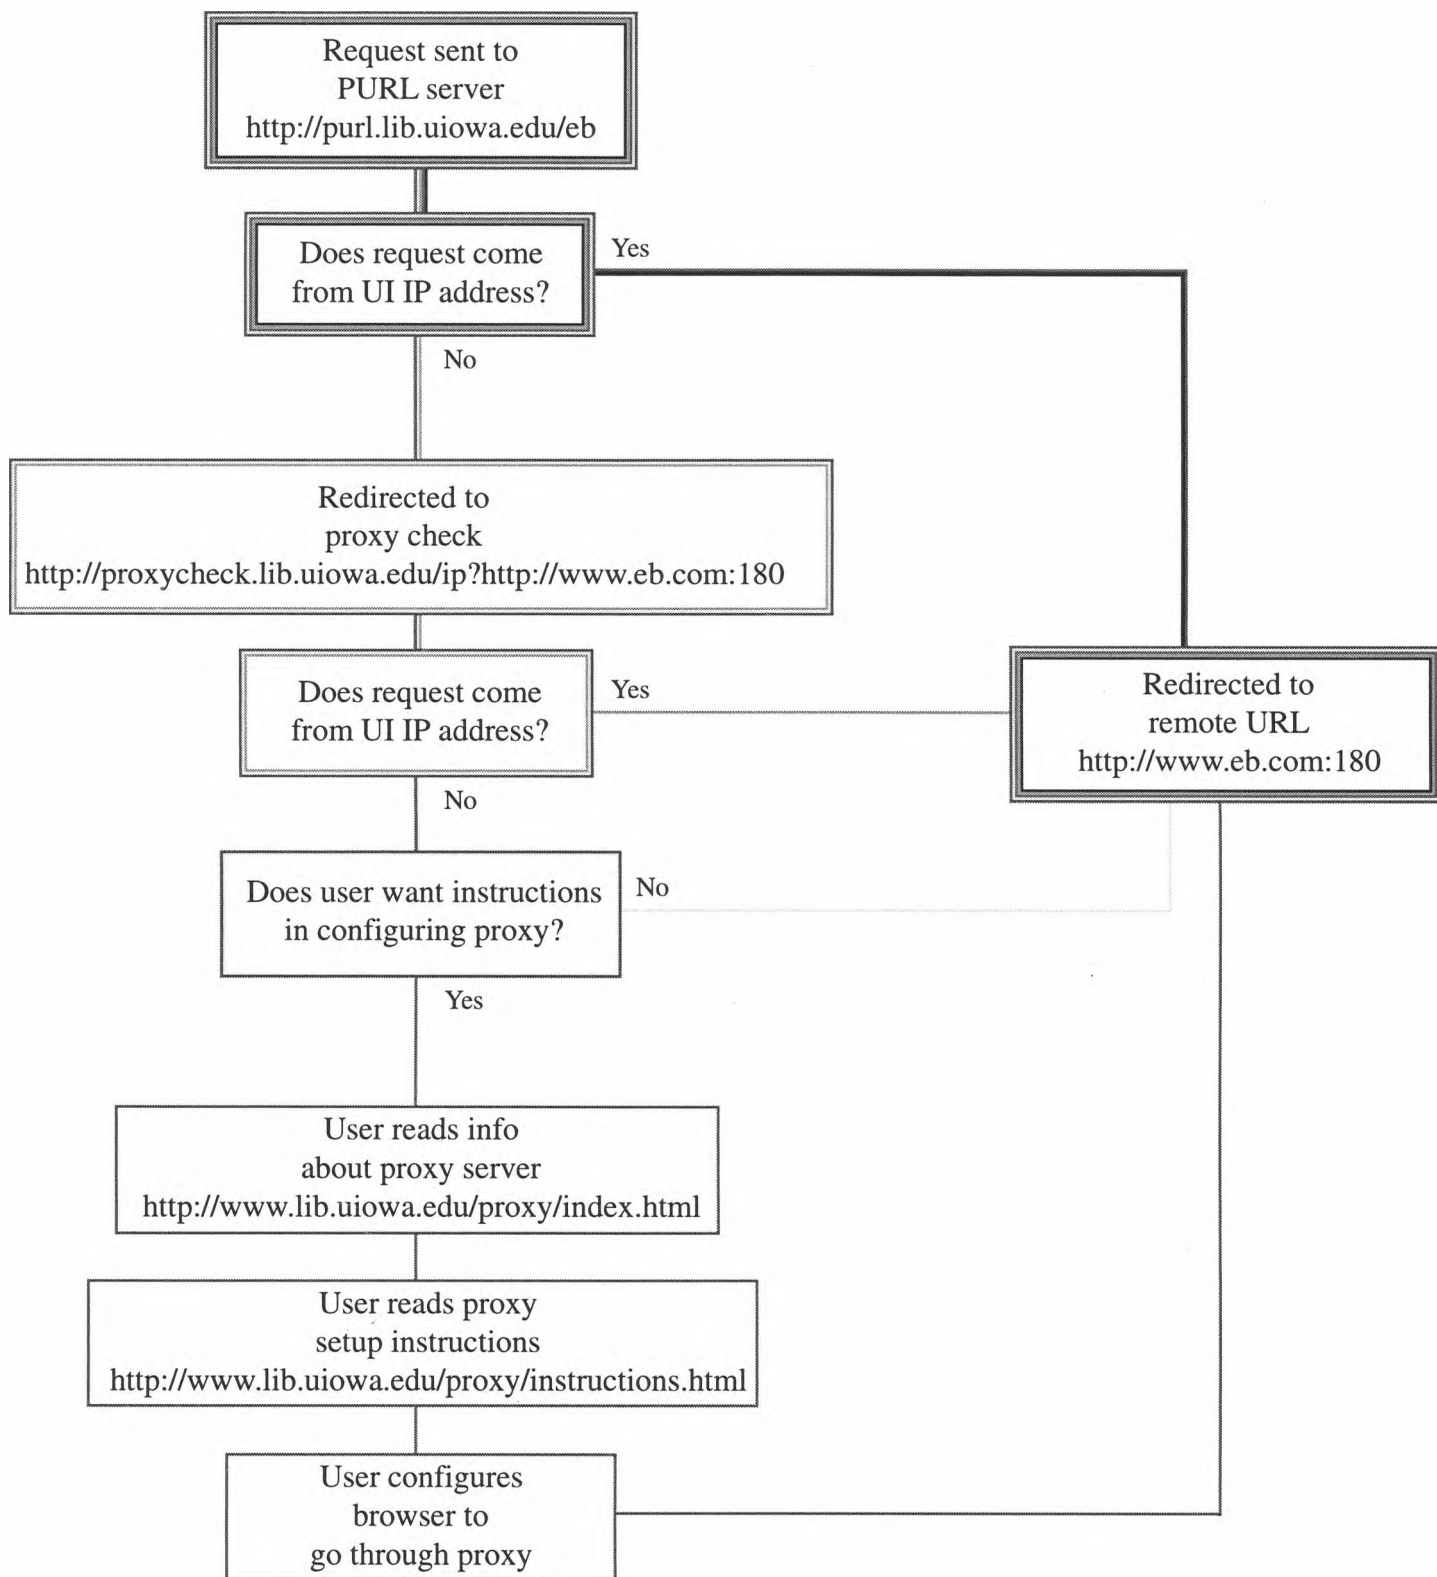 Request sent to
PURL server
http://purl.lib.uiowa.edu/eb
Does request come
from UI IP address?
Yes
No
Redirected to
proxy check
http://proxycheck.lib.uiowa.edu/ip?http://www.eb.com:180
Does request come
from UI IP address?
Yes
Redirected to
remote URL
http://www.eb.com:180
No
Does user want instructions
in configuring proxy?
No
Yes
User reads info
about proxy server
http://www.lib.uiowa.edu/proxy/index.html
User reads proxy
setup instructions
http://www.lib.uiowa.edu/proxy/instructions.html
User configures
browser to
go through proxy